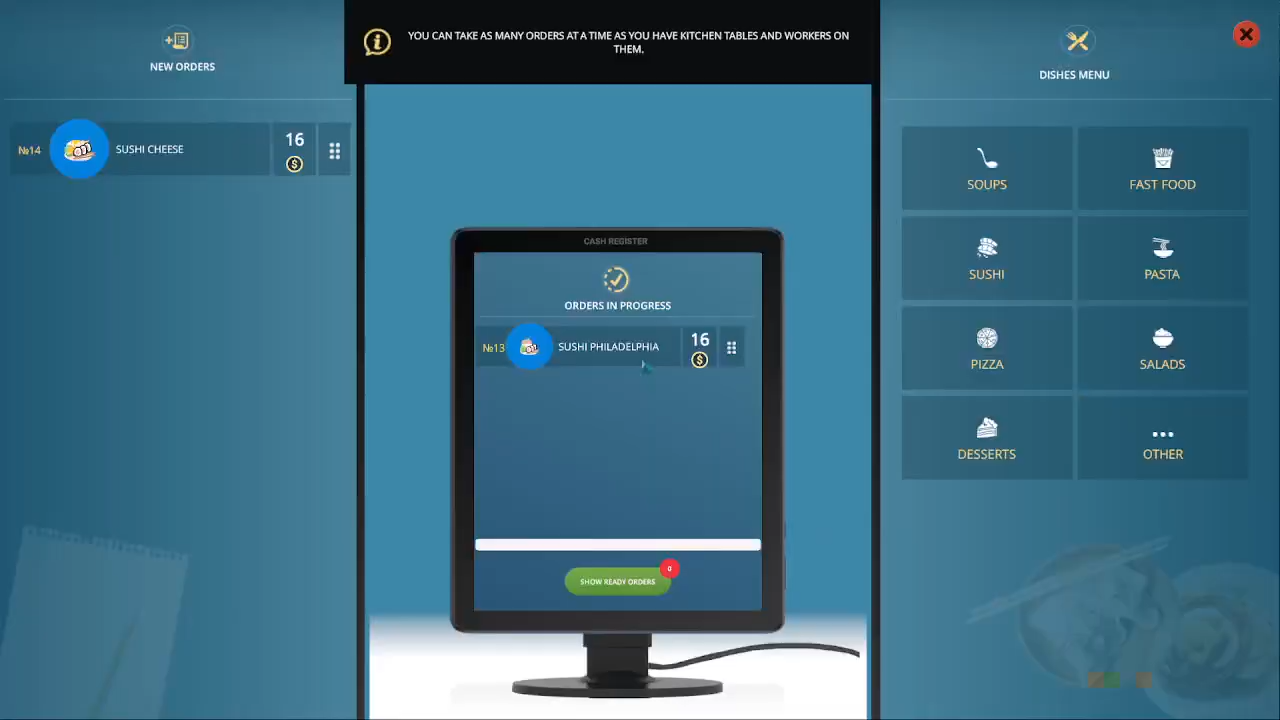 NEW ORDERS
№14
SUSHI CHEESE
16
YOU CAN TAKE AS MANY ORDERS AT A TIME AS YOU HAVE KITCHEN TABLES AND WORKERS ON
THEM.
CASH REGISTER
ORDERS IN PROGRESS
№13
SUSHI PHILADELPHIA
16
SHOW READY ORDERS
0
DISHES MENU
SOUPS
FAST FOOD
SUSHI
PASTA
PIZZA
SALADS
DESSERTS
OTHER